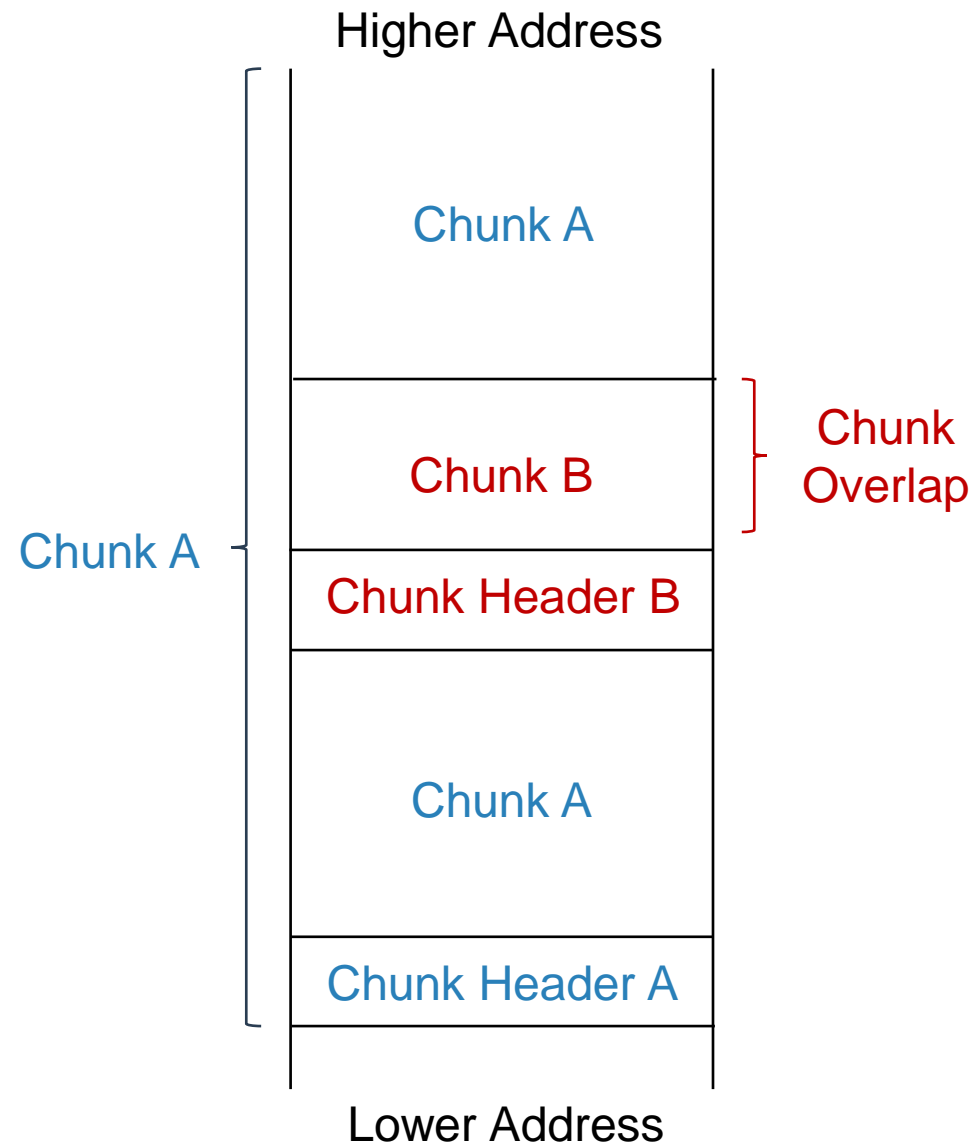 Higher Address
Chunk A
Chunk B
Chunk
Overlap
Chunk A
Chunk Header B
Chunk A
Chunk Header A
Lower Address